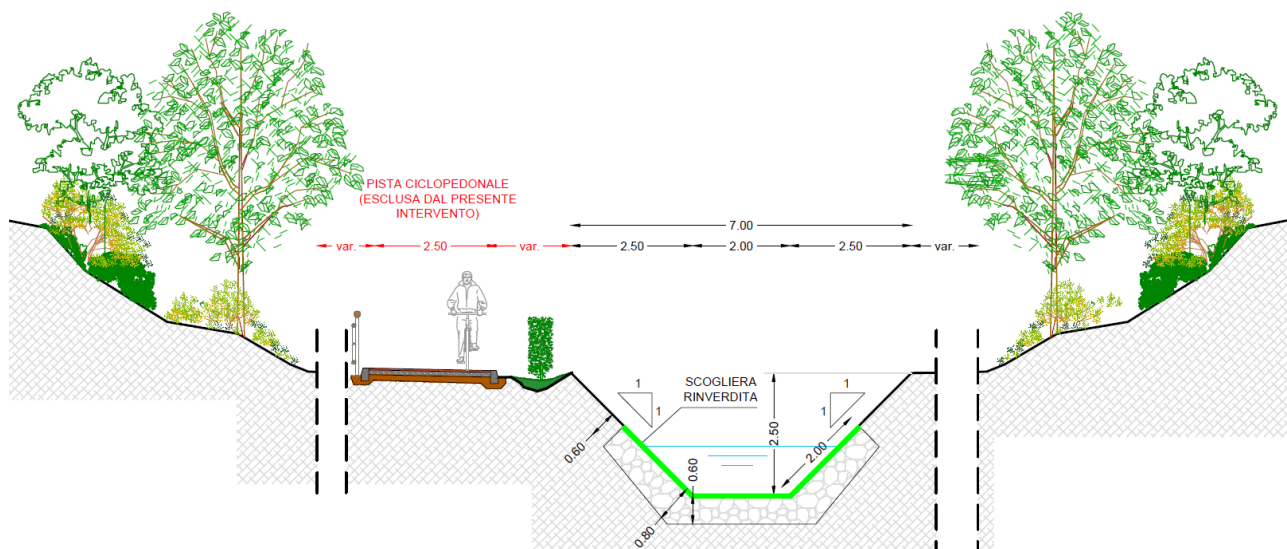 PISTA CICLOPEDONALE
(ESCLUSA DAL PRESENTE
INTERVENTO)
7.00
var.
2.50
var.
2.50
2.00
2.50
var.
1
1
SCOGLIERA
RINVERDITA
1
1
2.50
0.60
2.00
0.60
0.80